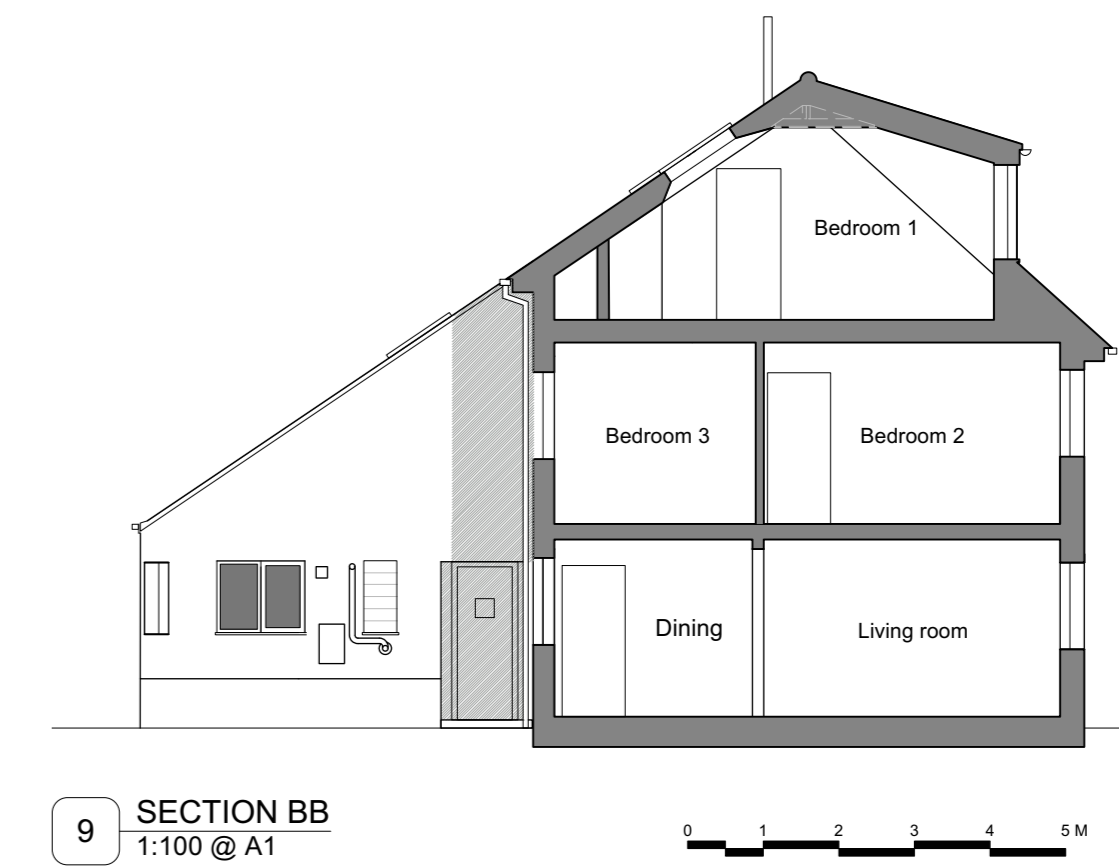 Bedroom 1
Bedroom 3
Bedroom 2
Dining
Living room
9
SECTION BB
1:100 @ A1
0 1 2 3 4 5 M